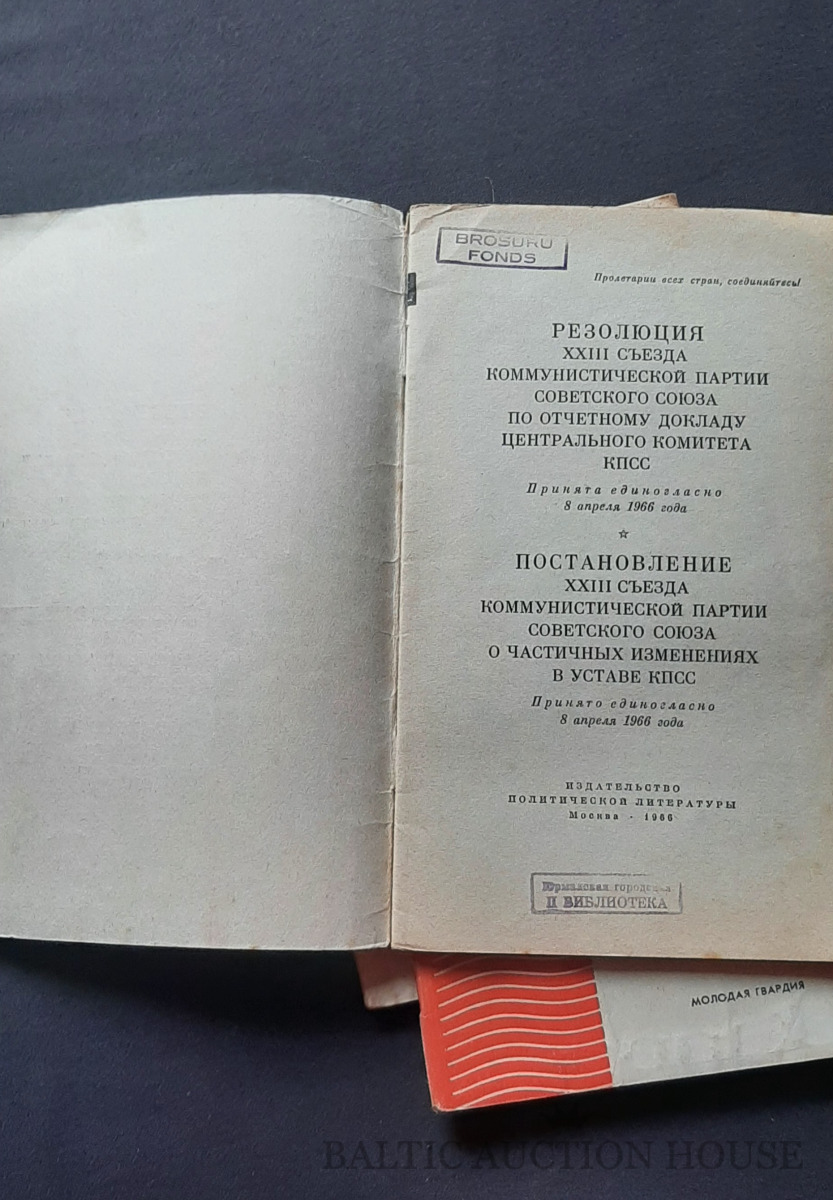 BROSURU
FONDS
Пролетарии всех стран, соединяйтесь!
РЕЗОЛЮЦИЯ
XXIII СЪЕЗДА
КОММУНИСТИЧЕСКОЙ ПАРТИИ
СОВЕТСКОГО СОЮЗА
ПО ОТЧЕТНОМУ ДОКЛАДУ
ЦЕНТРАЛЬНОГО КОМИТЕТА
КПСС
Принята единогласно
8 апреля 1966 года
☆
ПОСТАНОВЛЕНИЕ
XXIII СЪЕЗДА
КОММУНИСТИЧЕСКОЙ ПАРТИИ
СОВЕТСКОГО СОЮЗА
О ЧАСТИЧНЫХ ИЗМЕНЕНИЯХ
В УСТАВЕ КПСС
Принято единогласно
8 апреля 1966 года
ИЗДАТЕЛЬСТВО
ПОЛИТИЧЕСКОЙ ЛИТЕРАТУРЫ
Москва · 1966
Юрмалская городская
П БИБЛИОТЕКА
МОЛОДАЯ ГВАРДИЯ
BALTIC AUCTION HOUSE